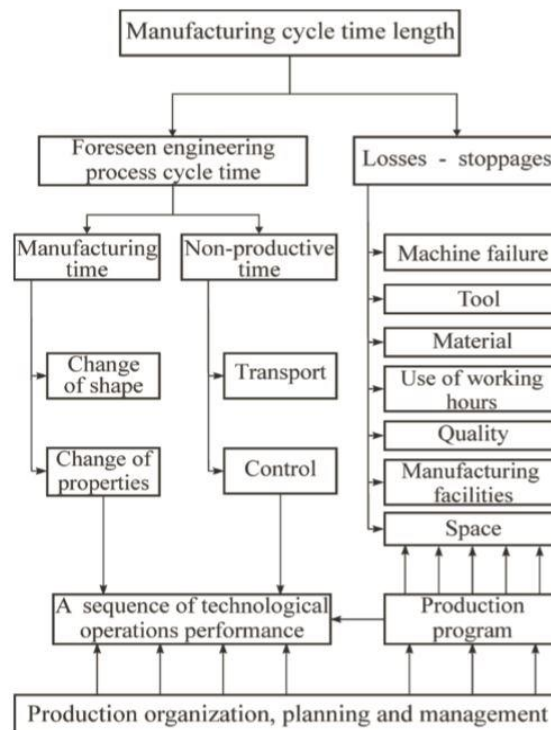 Manufacturing cycle time length
Foreseen engineering
process cycle time
Losses - stoppages
Manufacturing
time
Non-productive
time
Machine failure
Tool
Material
Change
of shape
Transport
Use of working
hours
Quality
Change of
properties
Control
Manufacturing
facilities
Space
A sequence of technological
operations performance
Production
program
Production organization, planning and management